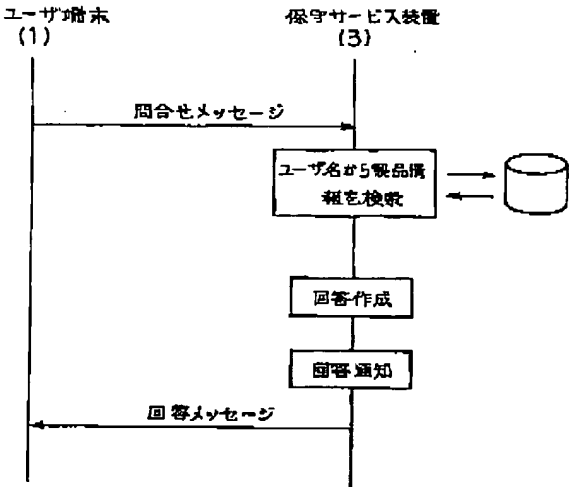 ユーザ端末
(1)
保守サービス装置
(3)
問合せメッセージ
ユーザ名から製品情
報を検索
回答作成
回答通知
回答メッセージ